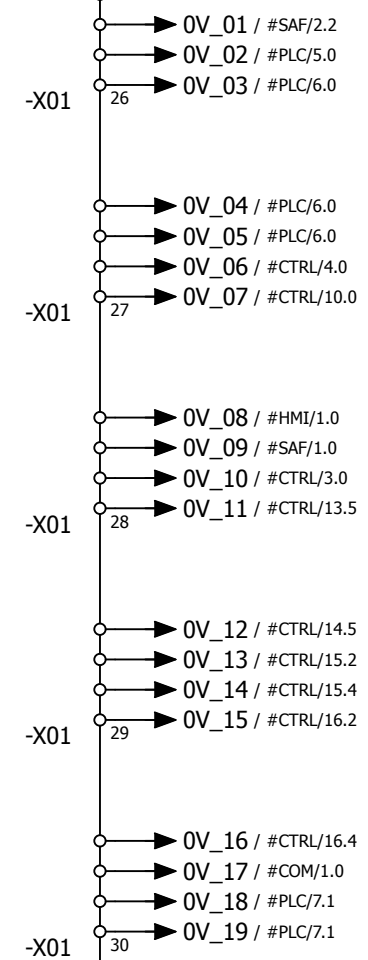 0V_01 / #SAF/2.2
0V_02 / #PLC/5.0
0V_03 / #PLC/6.0
-X01 26
0V_04 / #PLC/6.0
0V_05 / #PLC/6.0
0V_06 / #CTRL/4.0
0V_07 / #CTRL/10.0
-X01 27
0V_08 / #HMI/1.0
0V_09 / #SAF/1.0
0V_10 / #CTRL/3.0
0V_11 / #CTRL/13.5
-X01 28
0V_12 / #CTRL/14.5
0V_13 / #CTRL/15.2
0V_14 / #CTRL/15.4
0V_15 / #CTRL/16.2
-X01 29
0V_16 / #CTRL/16.4
0V_17 / #COM/1.0
0V_18 / #PLC/7.1
0V_19 / #PLC/7.1
-X01 30